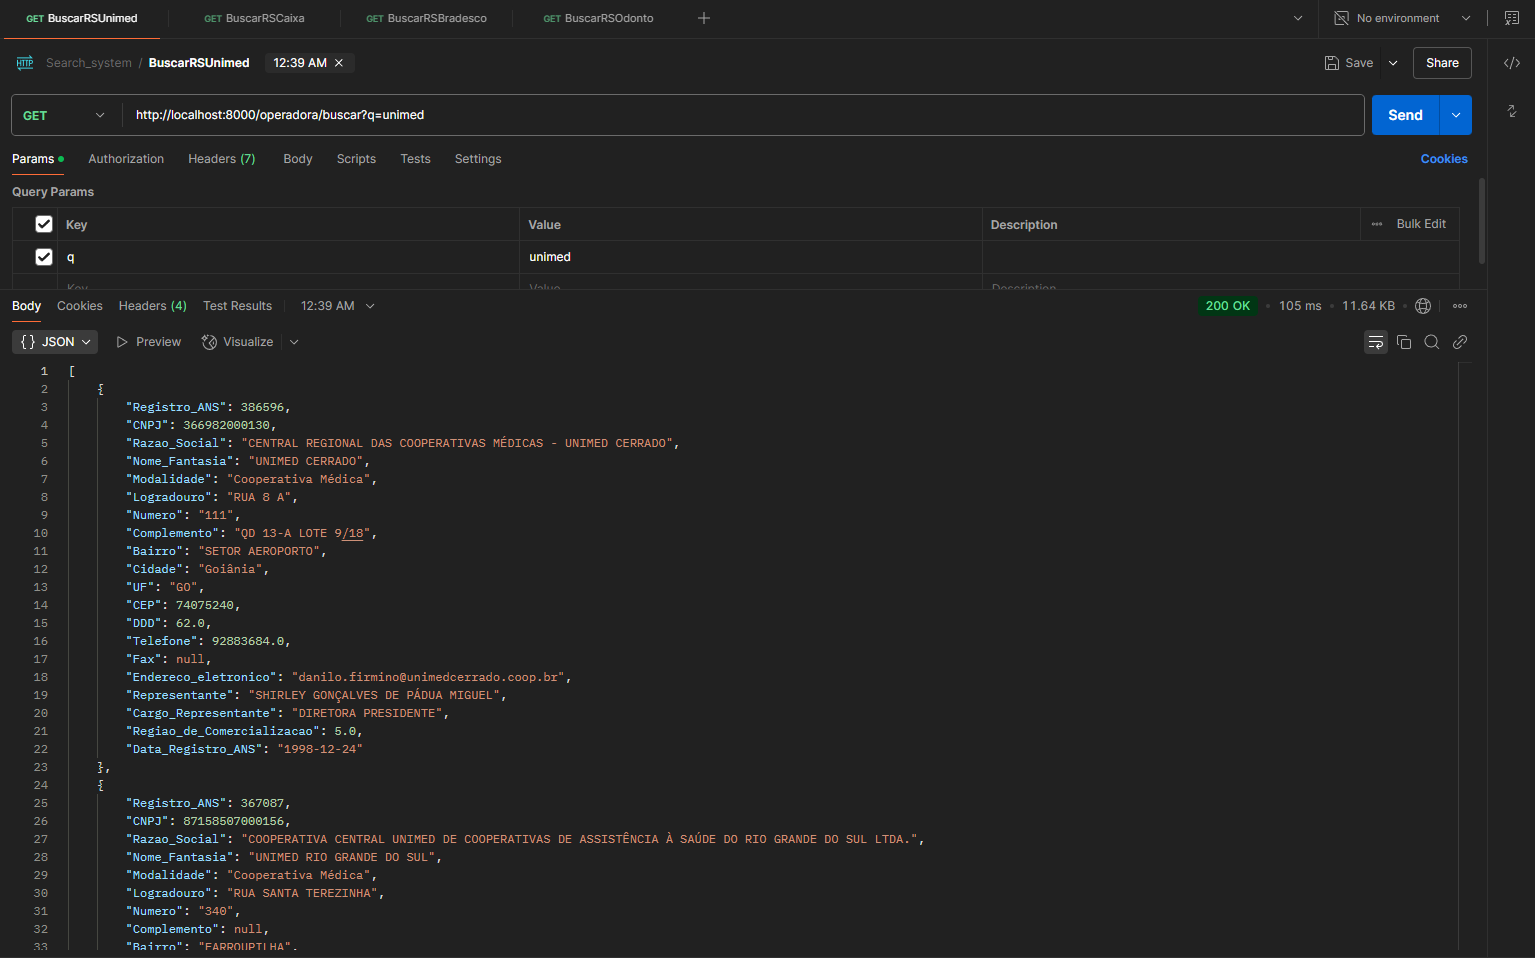 GET BuscarRSUnimed GET BuscarRSCaixa GET BuscarRSBradesco GET BuscarRSOdonto No environment
HTTP Search_system / BuscarRSUnimed 12:39 AM Save Share
GET http://localhost:8000/operadora/buscar?q=unimed Send
Params Authorization Headers (7) Body Scripts Tests Settings Cookies
Query Params
Key Value Description Bulk Edit
q unimed
Key Value Description
Body Cookies Headers (4) Test Results 12:39 AM 200 OK 105 ms 11.64 KB
{} JSON Preview Visualize
1 [
2 {
3 "Registro_ANS": 386596,
4 "CNPJ": 366982000130,
5 "Razao_Social": "CENTRAL REGIONAL DAS COOPERATIVAS MÉDICAS - UNIMED CERRADO",
6 "Nome_Fantasia": "UNIMED CERRADO",
7 "Modalidade": "Cooperativa Médica",
8 "Logradouro": "RUA 8 A",
9 "Numero": "111",
10 "Complemento": "QD 13-A LOTE 9/18",
11 "Bairro": "SETOR AEROPORTO",
12 "Cidade": "Goiânia",
13 "UF": "GO",
14 "CEP": 74075240,
15 "DDD": 62.0,
16 "Telefone": 92883684.0,
17 "Fax": null,
18 "Endereco_eletronico": "danilo.firmino@unimedcerrado.coop.br",
19 "Representante": "SHIRLEY GONÇALVES DE PÁDUA MIGUEL",
20 "Cargo_Representante": "DIRETORA PRESIDENTE",
21 "Regiao_de_Comercializacao": 5.0,
22 "Data_Registro_ANS": "1998-12-24"
23 },
24 {
25 "Registro_ANS": 367087,
26 "CNPJ": 87158507000156,
27 "Razao_Social": "COOPERATIVA CENTRAL UNIMED DE COOPERATIVAS DE ASSISTÊNCIA À SAÚDE DO RIO GRANDE DO SUL LTDA.",
28 "Nome_Fantasia": "UNIMED RIO GRANDE DO SUL",
29 "Modalidade": "Cooperativa Médica",
30 "Logradouro": "RUA SANTA TEREZINHA",
31 "Numero": "340",
32 "Complemento": null,
33 "Bairro": "FARROUPILHA",